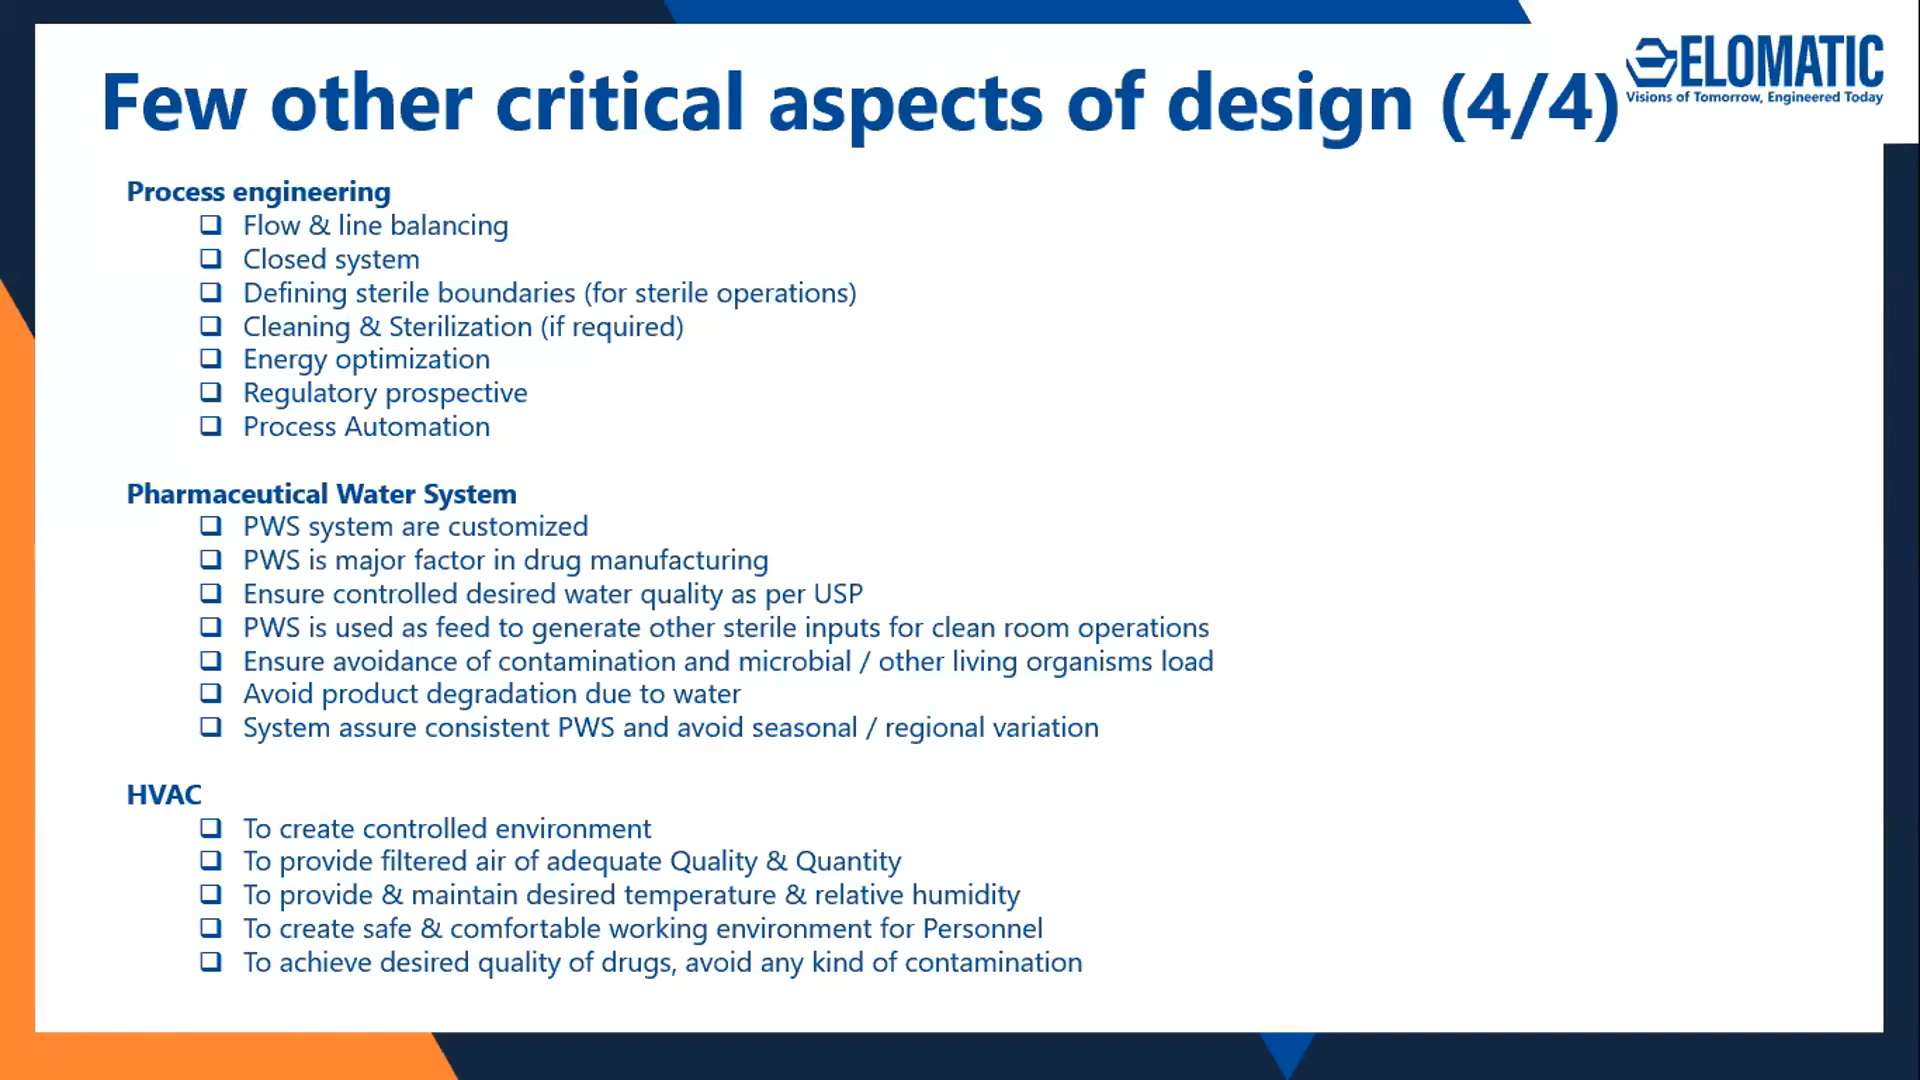 Few other critical aspects of design (4/4)
ELOMATIC
Visions of Tomorrow, Engineered Today
Process engineering
Flow & line balancing
Closed system
Defining sterile boundaries (for sterile operations)
Cleaning & Sterilization (if required)
Energy optimization
Regulatory prospective
Process Automation
Pharmaceutical Water System
PWS system are customized
PWS is major factor in drug manufacturing
Ensure controlled desired water quality as per USP
PWS is used as feed to generate other sterile inputs for clean room operations
Ensure avoidance of contamination and microbial / other living organisms load
Avoid product degradation due to water
System assure consistent PWS and avoid seasonal / regional variation
HVAC
To create controlled environment
To provide filtered air of adequate Quality & Quantity
To provide & maintain desired temperature & relative humidity
To create safe & comfortable working environment for Personnel
To achieve desired quality of drugs, avoid any kind of contamination